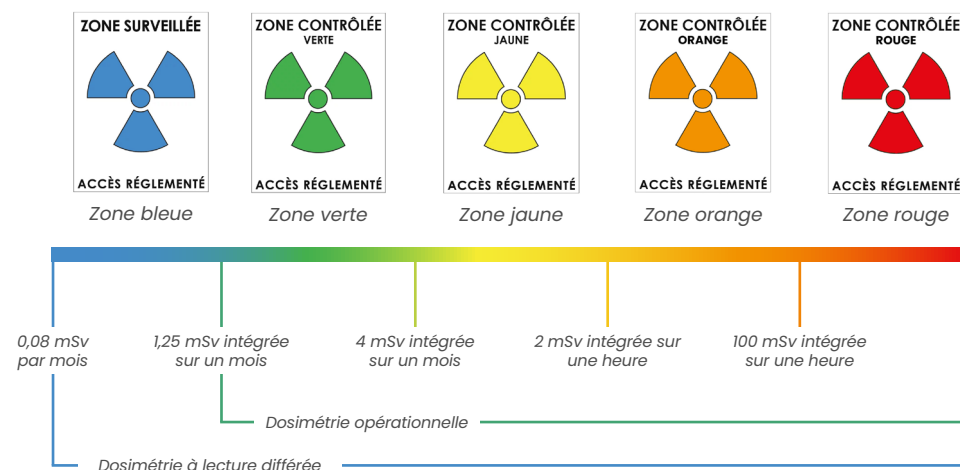 ZONE SURVEILLÉE
ACCÈS RÉGLEMENTÉ
Zone bleue
ZONE CONTRÔLÉE
VERTE
ACCÈS RÉGLEMENTÉ
Zone verte
ZONE CONTRÔLÉE
JAUNE
ACCÈS RÉGLEMENTÉ
Zone jaune
ZONE CONTRÔLÉE
ORANGE
ACCÈS RÉGLEMENTÉ
Zone orange
ZONE CONTRÔLÉE
ROUGE
ACCÈS RÉGLEMENTÉ
Zone rouge
0,08 mSv
par mois
1,25 mSv intégrée
sur un mois
4 mSv intégrée
sur un mois
2 mSv intégrée sur
une heure
100 mSv intégrée
sur une heure
Dosimétrie opérationnelle
Dosimétrie à lecture différée